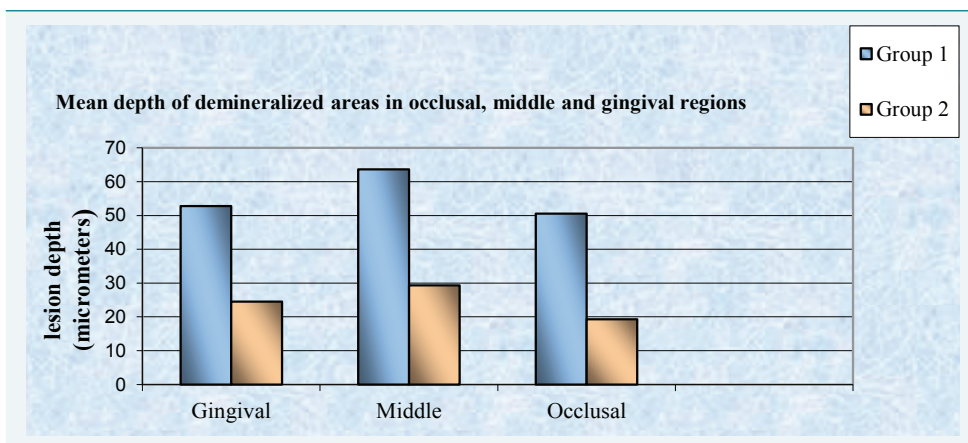 Group 1
Group 2
Mean depth of demineralized areas in occlusal, middle and gingival regions
lesion depth
(micrometers)
70
60
50
40
30
20
10
0
Gingival Middle Occlusal